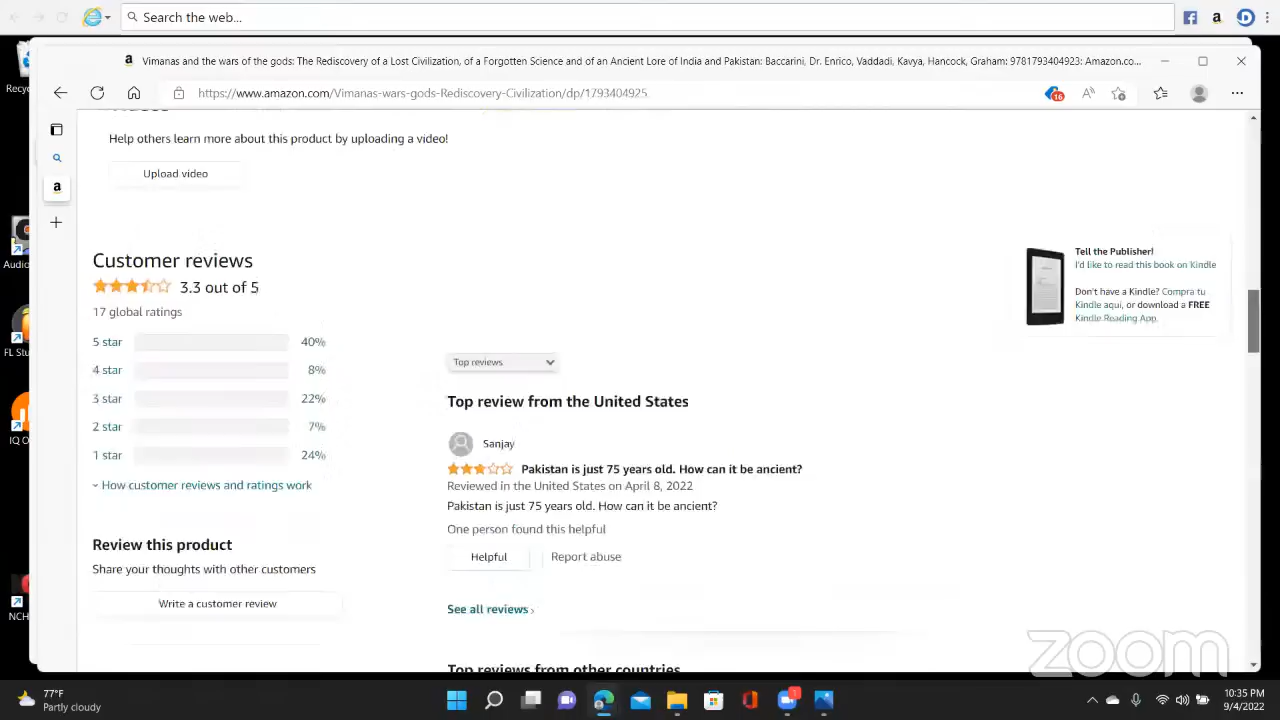 Search the web...
Vimanas and the wars of the gods: The Rediscovery of a Lost Civilization, of a Forgotten Science and of an Ancient Lore of India and Pakistan: Baccarini, Dr. Enrico, Vaddadi, Kavya, Hancock, Graham: 9781793404923: Amazon.co...
https://www.amazon.com/Vimanas-wars-gods-Rediscovery-Civilization/dp/1793404925
16
Help others learn more about this product by uploading a video!
Upload video
Customer reviews
3.3 out of 5
17 global ratings
5 star 40%
4 star 8%
3 star 22%
2 star 7%
1 star 24%
How customer reviews and ratings work
Review this product
Share your thoughts with other customers
Write a customer review
Top reviews
Top review from the United States
Sanjay
Pakistan is just 75 years old. How can it be ancient?
Reviewed in the United States on April 8, 2022
Pakistan is just 75 years old. How can it be ancient?
One person found this helpful
Helpful
Report abuse
See all reviews
Top reviews from other countries
Tell the Publisher!
I'd like to read this book on Kindle
Don't have a Kindle? Compra tu
Kindle aquí, or download a FREE
Kindle Reading App.
Recyc
Audio
FL Stu
IQ O
NCH
zoom
77°F
Partly cloudy
1
10:35 PM
9/4/2022